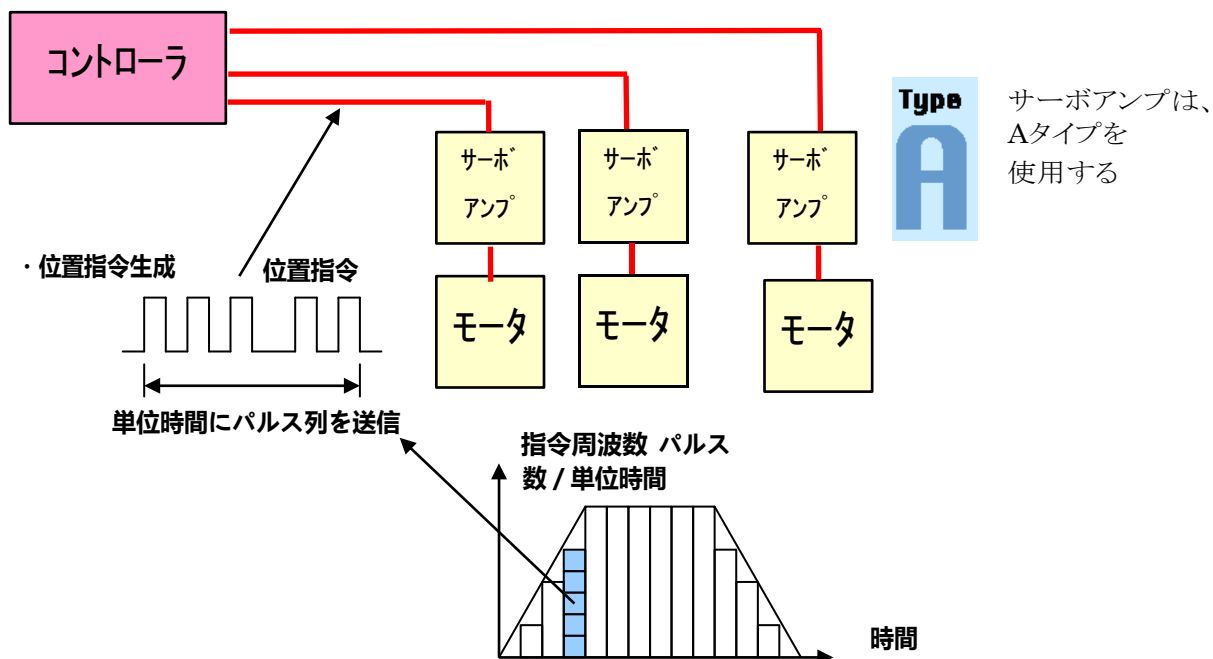 コントローラ
Type
A
サーボアンプは、
Aタイプを
使用する
サーボ
アンプ
サーボ
アンプ
サーボ
アンプ
・位置指令生成
位置指令
モータ
モータ
モータ
単位時間にパルス列を送信
指令周波数 パルス
数 / 単位時間
時間